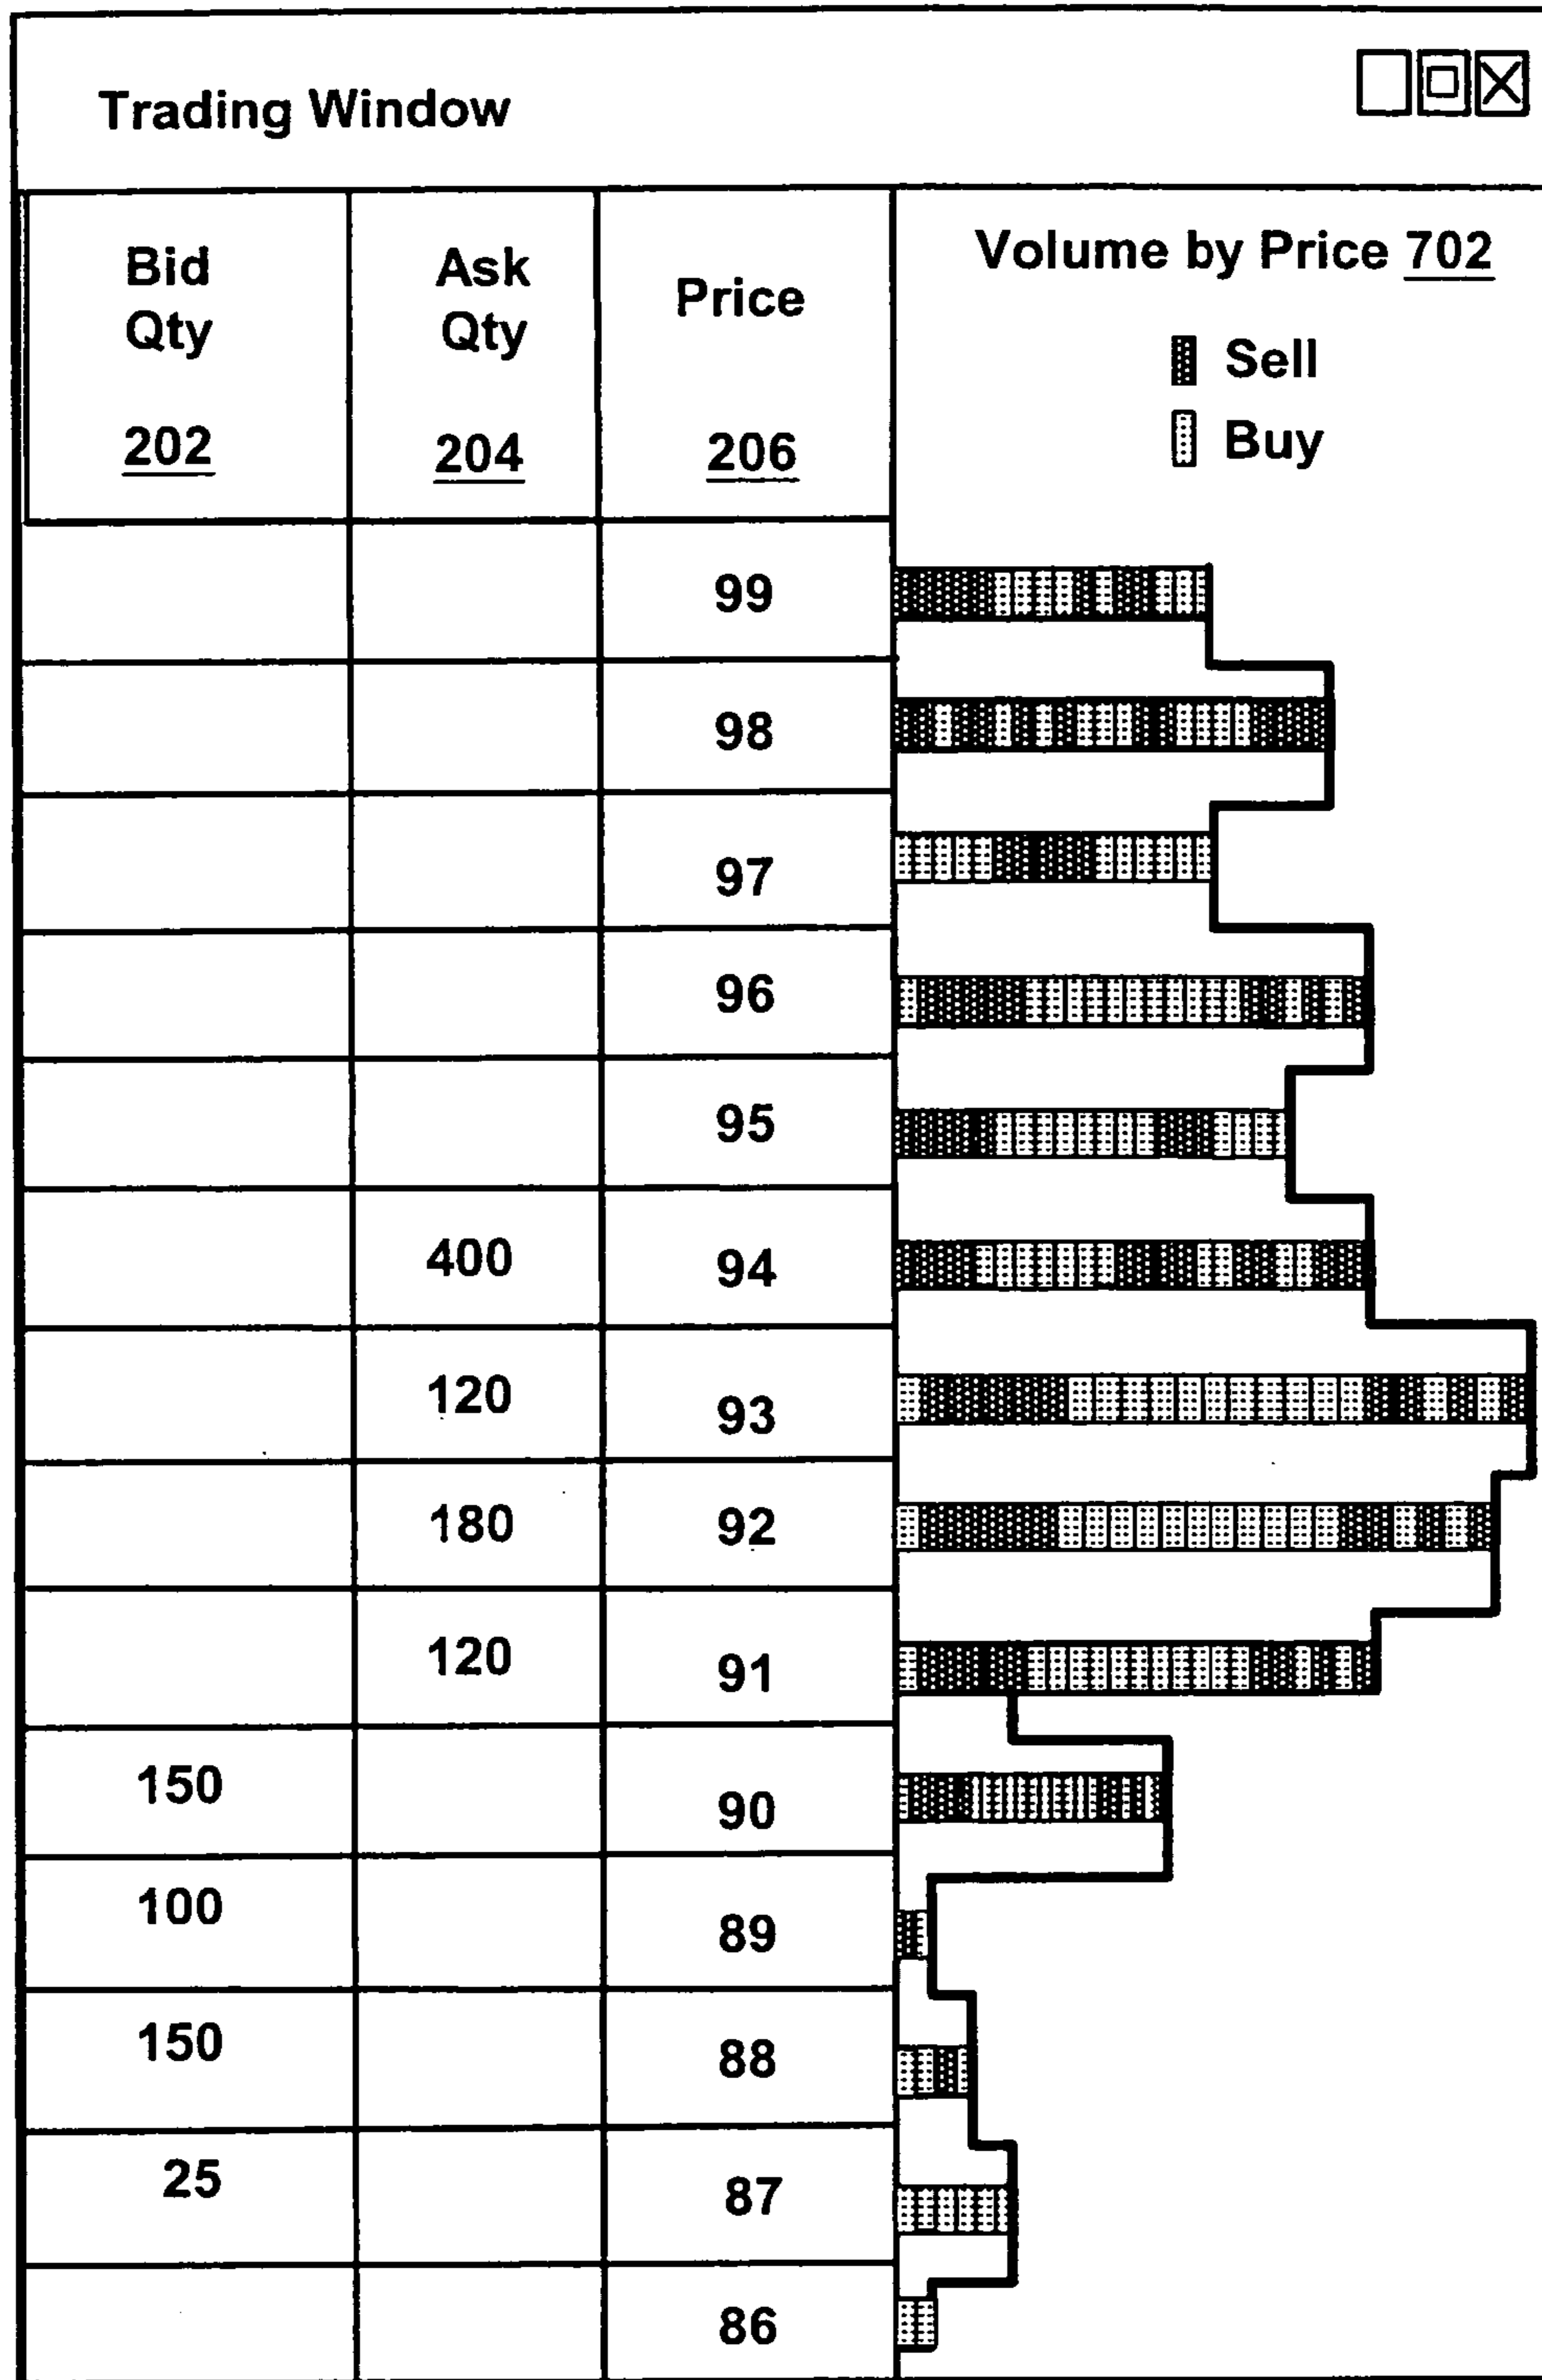 Trading Window
Bid
Qty
202
Ask
Qty
204
Price
206
Volume by Price 702
Sell
Buy
99
98
97
96
95
400 94
120 93
180 92
120 91
150 90
100 89
150 88
25 87
86